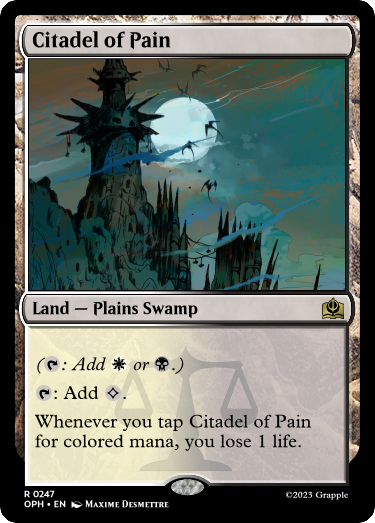 Citadel of Pain
Land — Plains Swamp
(: Add or .)
: Add .
Whenever you tap Citadel of Pain
for colored mana, you lose 1 life.
R 0247
OPH • EN Maxime Desmettre
©2023 Grapple